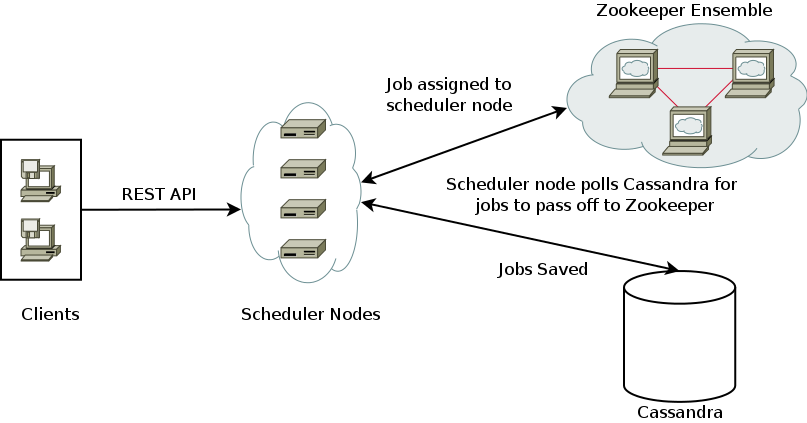 Zookeeper Ensemble
Job assigned to
scheduler node
REST API
Scheduler node polls Cassandra for
jobs to pass off to Zookeeper
Jobs Saved
Clients
Scheduler Nodes
Cassandra